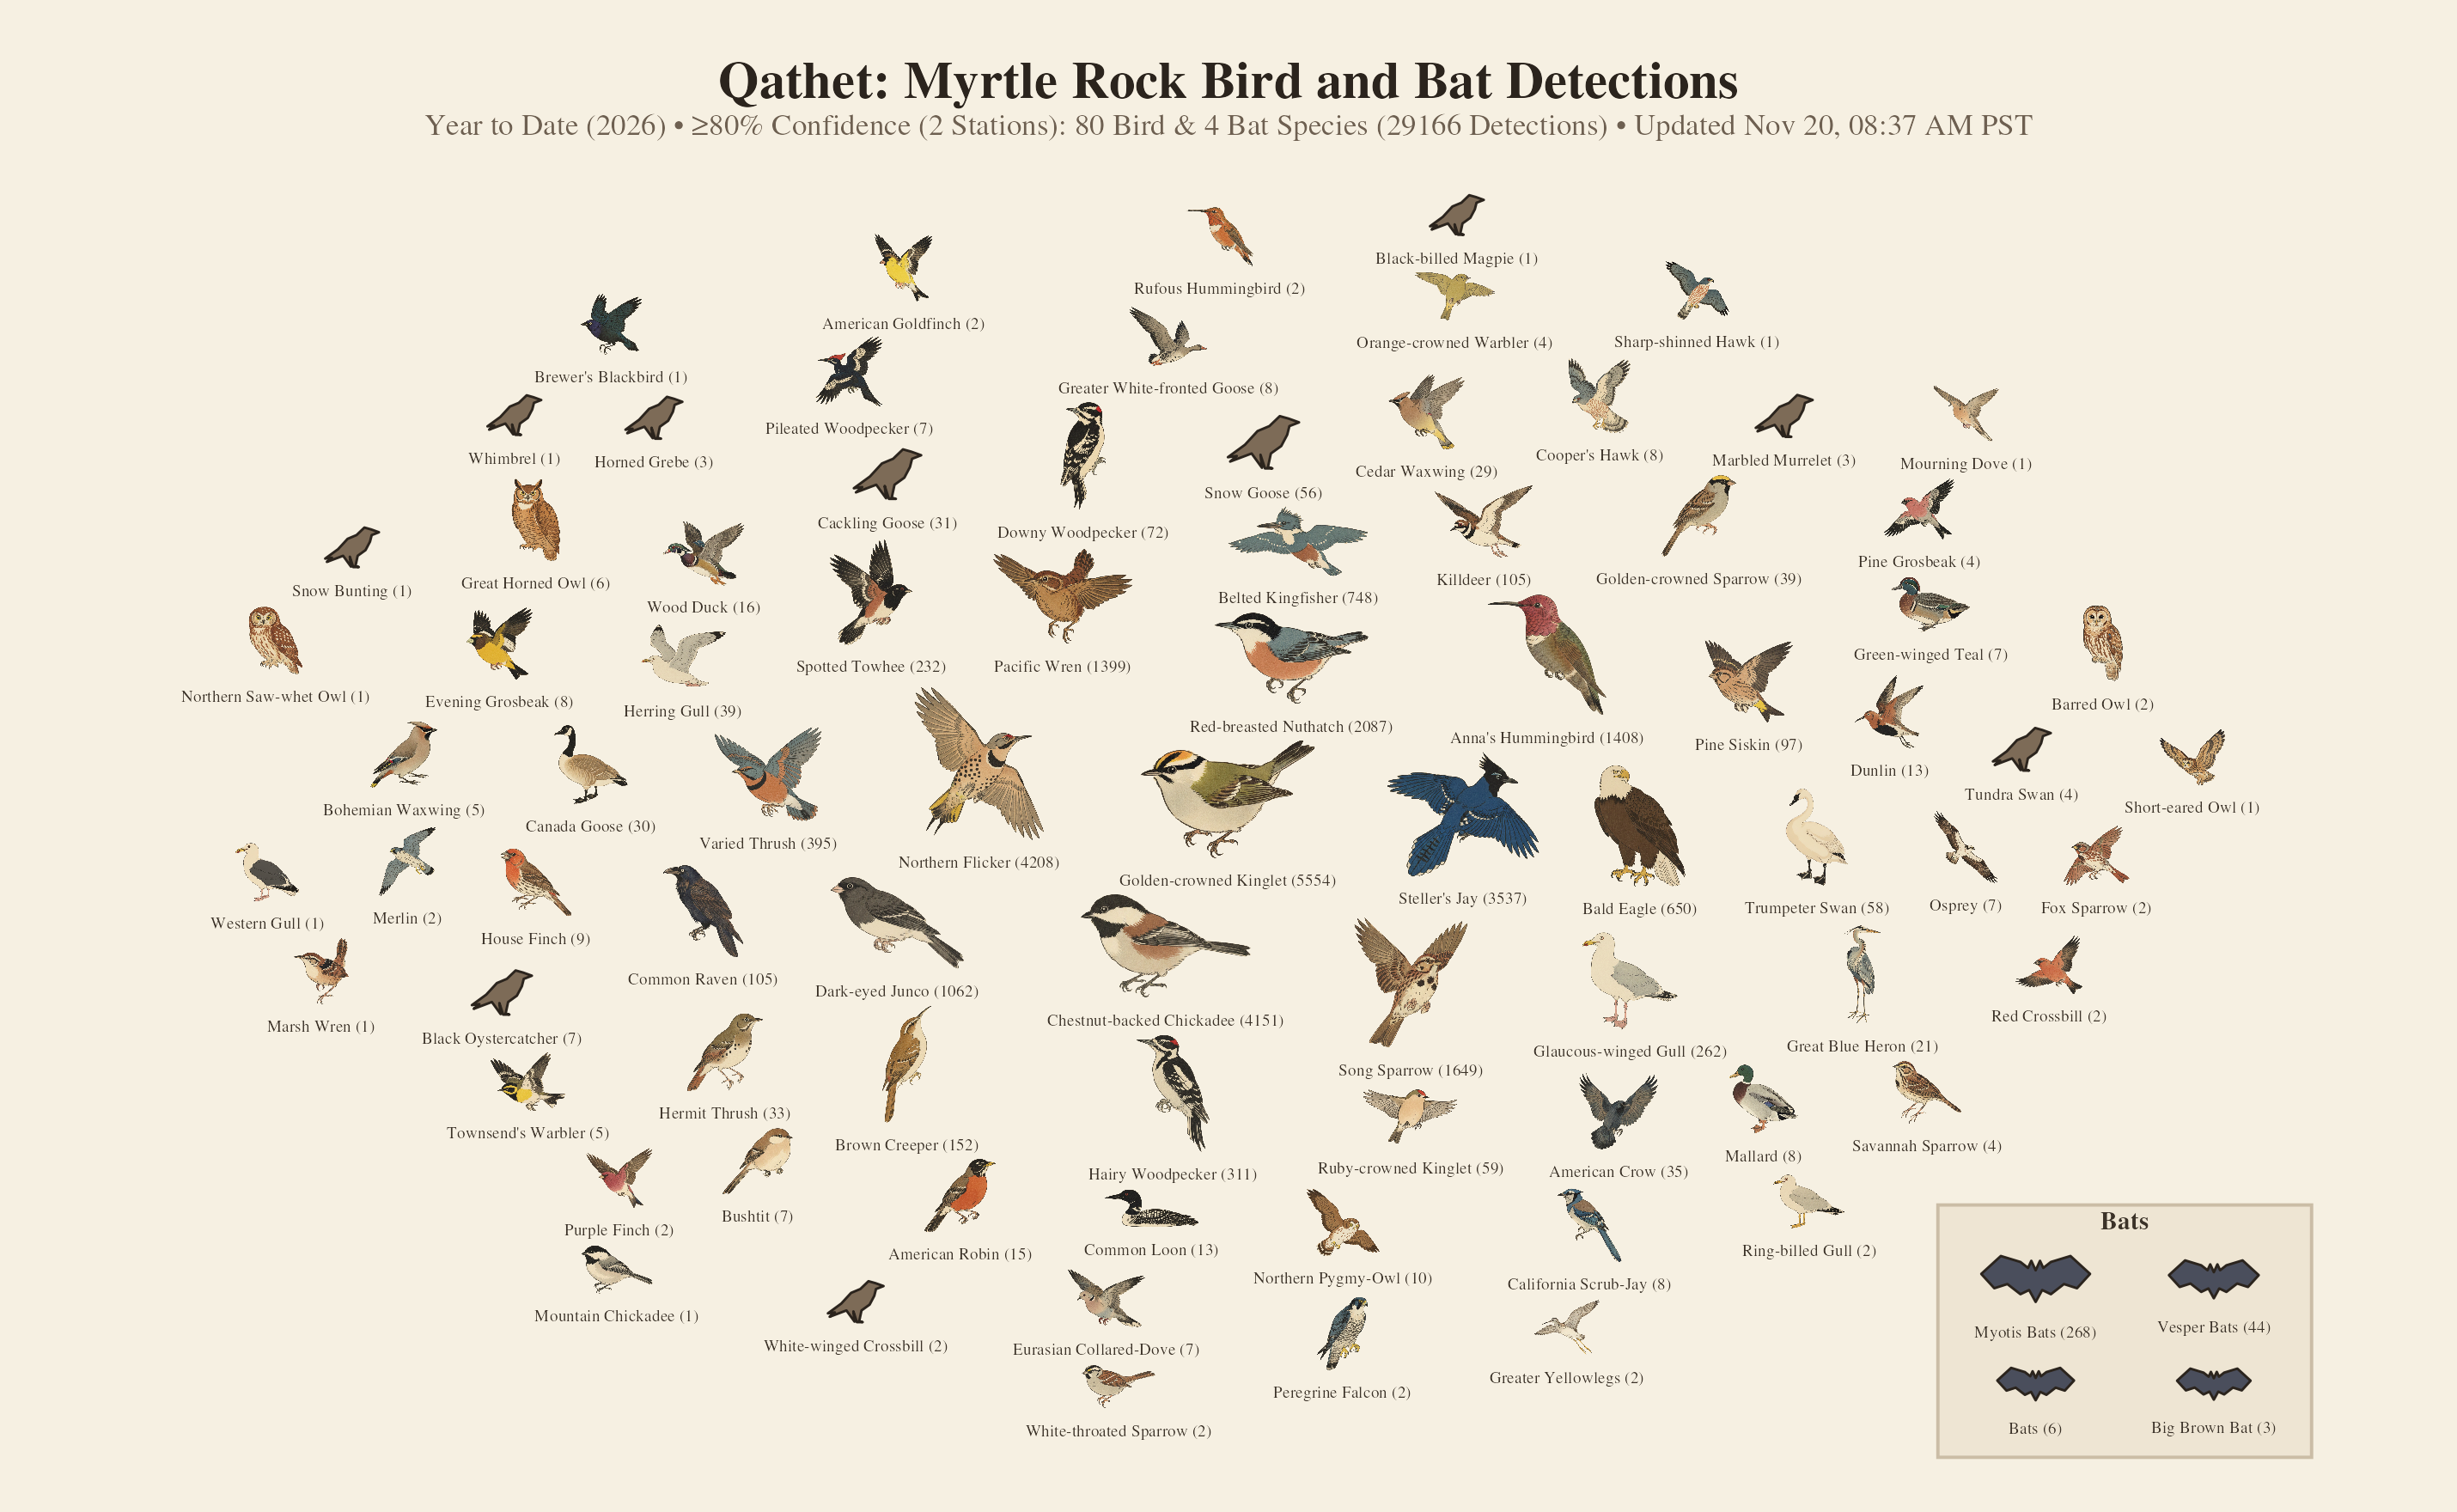 Qathet: Myrtle Rock Bird and Bat Detections
Year to Date (2026) • ≥80% Confidence (2 Stations): 80 Bird & 4 Bat Species (29166 Detections) • Updated Nov 20, 08:37 AM PST
Black-billed Magpie (1)
Rufous Hummingbird (2)
American Goldfinch (2)
Orange-crowned Warbler (4)
Sharp-shinned Hawk (1)
Brewer's Blackbird (1)
Greater White-fronted Goose (8)
Pileated Woodpecker (7)
Cooper's Hawk (8)
Whimbrel (1)
Horned Grebe (3)
Marbled Murrelet (3)
Mourning Dove (1)
Cedar Waxwing (29)
Snow Goose (56)
Cackling Goose (31)
Downy Woodpecker (72)
Pine Grosbeak (4)
Killdeer (105)
Golden-crowned Sparrow (39)
Great Horned Owl (6)
Snow Bunting (1)
Belted Kingfisher (748)
Wood Duck (16)
Green-winged Teal (7)
Spotted Towhee (232)
Pacific Wren (1399)
Northern Saw-whet Owl (1)
Evening Grosbeak (8)
Barred Owl (2)
Herring Gull (39)
Red-breasted Nuthatch (2087)
Anna's Hummingbird (1408)
Pine Siskin (97)
Dunlin (13)
Tundra Swan (4)
Short-eared Owl (1)
Bohemian Waxwing (5)
Canada Goose (30)
Varied Thrush (395)
Northern Flicker (4208)
Golden-crowned Kinglet (5554)
Steller's Jay (3537)
Bald Eagle (650)
Trumpeter Swan (58)
Osprey (7)
Fox Sparrow (2)
Western Gull (1)
Merlin (2)
House Finch (9)
Common Raven (105)
Dark-eyed Junco (1062)
Red Crossbill (2)
Chestnut-backed Chickadee (4151)
Marsh Wren (1)
Black Oystercatcher (7)
Great Blue Heron (21)
Glaucous-winged Gull (262)
Song Sparrow (1649)
Hermit Thrush (33)
Townsend's Warbler (5)
Brown Creeper (152)
Savannah Sparrow (4)
Mallard (8)
Ruby-crowned Kinglet (59)
American Crow (35)
Hairy Woodpecker (311)
Bushtit (7)
Purple Finch (2)
Common Loon (13)
American Robin (15)
Ring-billed Gull (2)
Northern Pygmy-Owl (10)
California Scrub-Jay (8)
Mountain Chickadee (1)
White-winged Crossbill (2)
Eurasian Collared-Dove (7)
Greater Yellowlegs (2)
Peregrine Falcon (2)
White-throated Sparrow (2)
Bats
Myotis Bats (268)
Vesper Bats (44)
Bats (6)
Big Brown Bat (3)